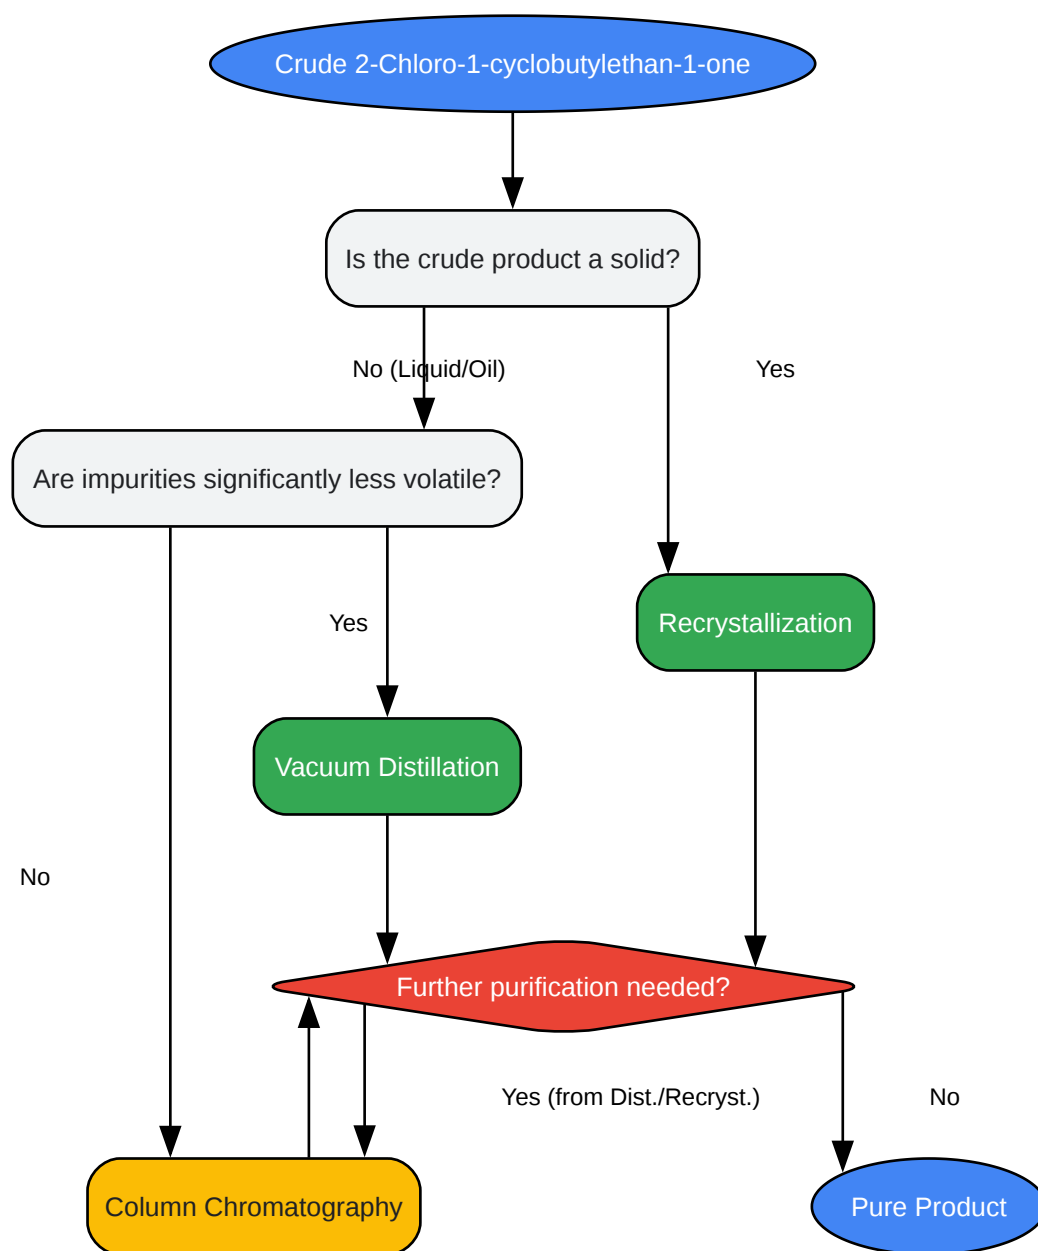 Crude 2-Chloro-1-cyclobutylethan-1-one
Is the crude product a solid?
No (Liquid/Oil)
Yes
Are impurities significantly less volatile?
Yes
Recrystallization
Vacuum Distillation
No
Further purification needed?
Yes (from Dist./Recryst.)
No
Column Chromatography
Pure Product